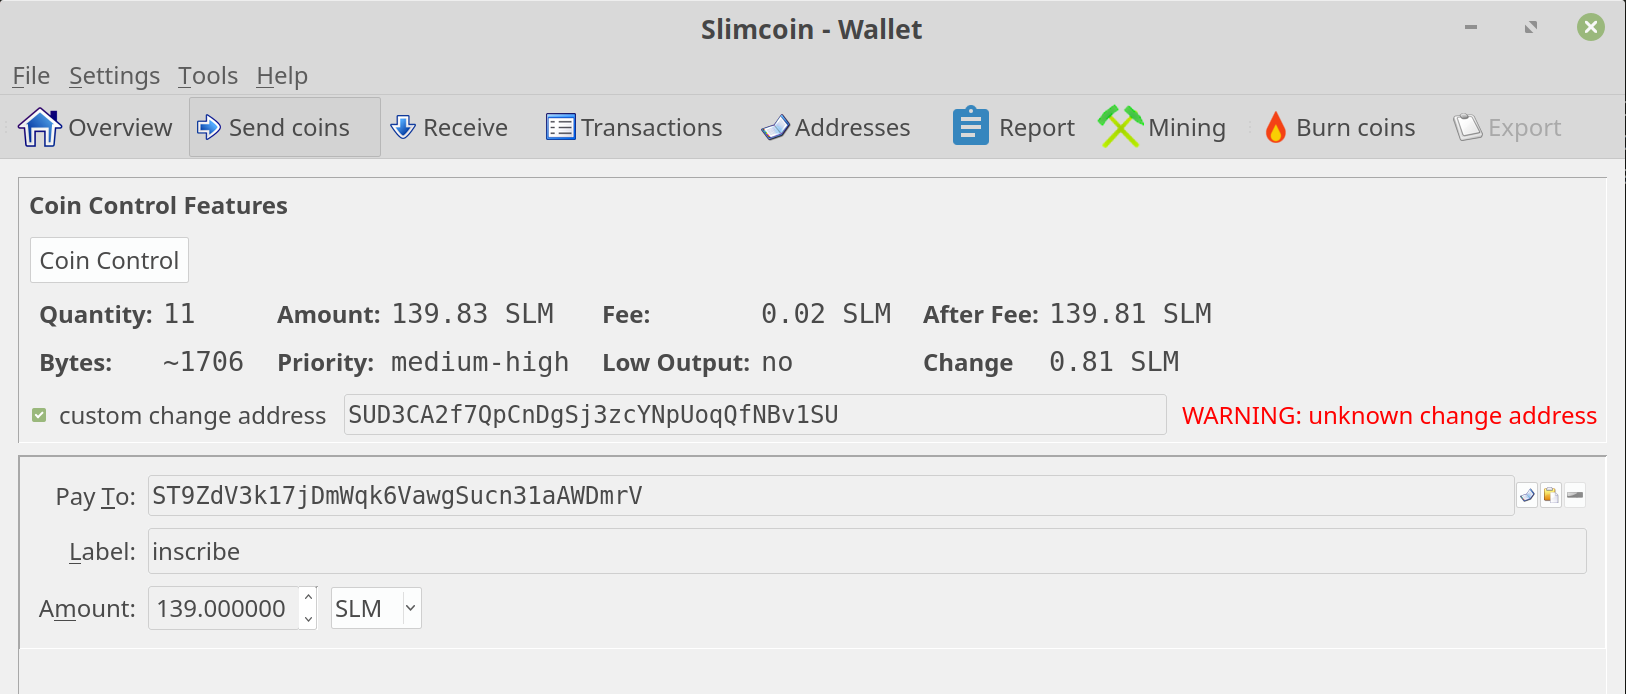 Slimcoin - Wallet
File Settings Tools Help
Overview Send coins Receive Transactions Addresses Report Mining Burn coins Export
Coin Control Features
Coin Control
Quantity: 11 Amount: 139.83 SLM Fee: 0.02 SLM After Fee: 139.81 SLM
Bytes: ~1706 Priority: medium-high Low Output: no Change 0.81 SLM
custom change address SUD3CA2f7QpCnDgSj3zcYNpUoqQfNBv1SU WARNING: unknown change address
Pay To: ST9ZdV3k17jDmWqk6VawgSucn31aAWDmrV
Label: inscribe
Amount: 139.000000 SLM